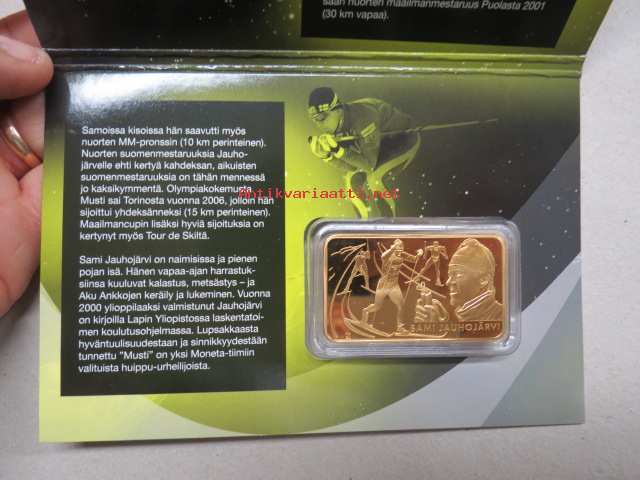 saan nuorten maailmanmestaruus Puolasta 2001
(30 km vapaa).
Samoissa kisoissa hän saavutti myös
nuorten MM-pronssin (10 km perinteinen).
Nuorten suomenmestaruuksia Jauho-
järvelle ehti kertyä kahdeksan, aikuisten
suomenmestaruuksia on tähän mennessä
jo kaksikymmentä. Olympiakokemusta
Musti sai Torinosta vuonna 2006, jolloin hän
sijoittui yhdeksänneksi (15 km perinteinen).
Maailmancupin lisäksi hyviä sijoituksia on
kertynyt myös Tour de Skiltä.
Sami Jauhojärvi on naimisissa ja pienen
pojan isä. Hänen vapaa-ajan harrastuk-
siinsa kuuluvat kalastus, metsästys – ja
Aku Ankkojen keräily ja lukeminen. Vuonna
2000 ylioppilaaksi valmistunut Jauhojärvi
on kirjoilla Lapin Yliopistossa laskentatoi-
men koulutusohjelmassa. Lupsakkaasta
hyväntuulisuudestaan ja sinnikkyydestään
tunnettu "Musti" on yksi Moneta-tiimiin
valituista huippu-urheilijoista.
Antikvariaatti.net
SAMI JAUHOJÄRVI